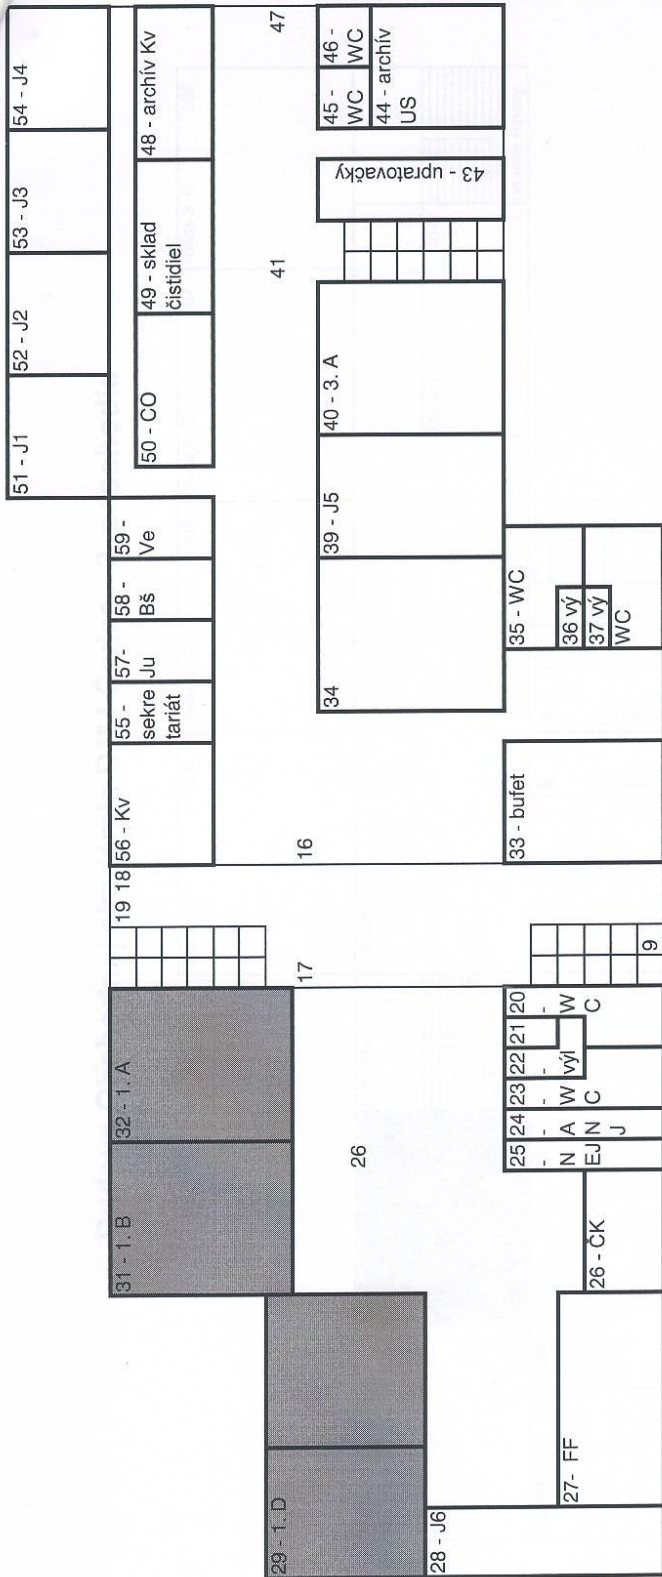 54 - J4
53 - J3
52 - J2
51 - J1
48 - archív Kv
49 - sklad
čistidiel
50 - CO
59 -
Ve
58 -
Bš
57-
Ju
55 -
sekre
tariát
56 - Kv
47
41
16
19 18
17
46 -
WC
45 -
WC
44 - archív
US
43 - upratovačky
40 - 3. A
39 - J5
34
35 - WC
36 vý
37 vý
WC
33 - bufet
9
32 - 1. A
31 - 1. B
26
29 - 1. D
28 - J6
27- FF
26 - ČK
25
-
N
EJ
24
-
A
N
J
23
-
W
C
22
-
výl
21
20
-
W
C